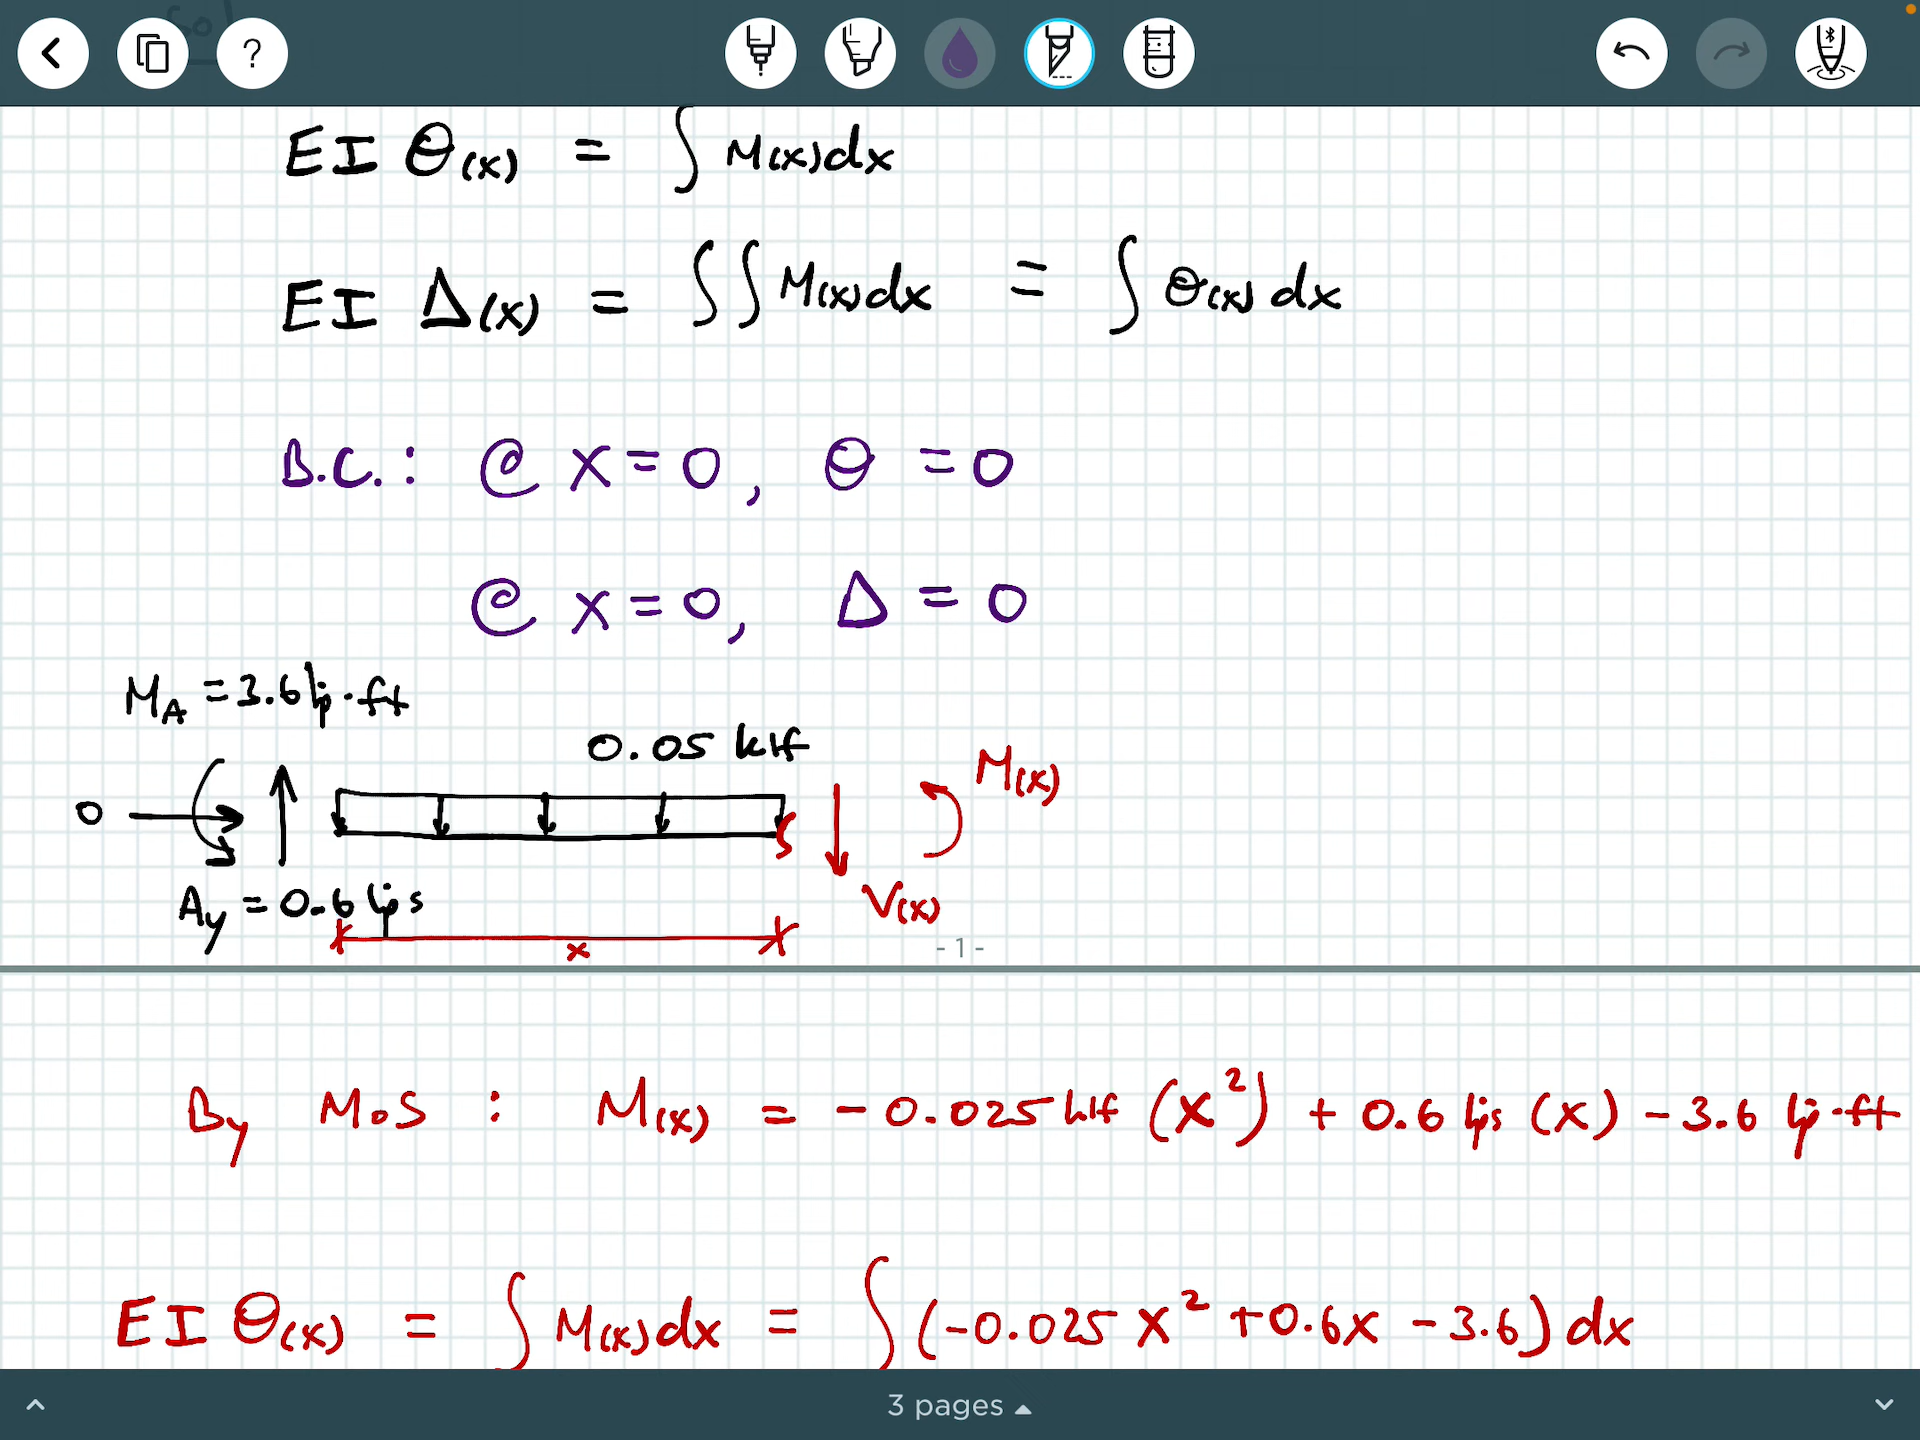 ?
EI θ(x) = ∫ M(x)dx
EI Δ(x) = ∫∫ M(x)dx = ∫ θ(x) dx
B.C.: @ x=0, θ =0
@ x=0, Δ = 0
MA = 3.6 kip·ft
0.05 klf
M(x)
0
Ay = 0.6 kips
V(x)
x
- 1 -
By MoS : M(x) = - 0.025 klf (x²) + 0.6 kips (x) - 3.6 kip·ft
EI θ(x) = ∫ M(x)dx = ∫ (-0.025 x² +0.6x -3.6) dx
3 pages